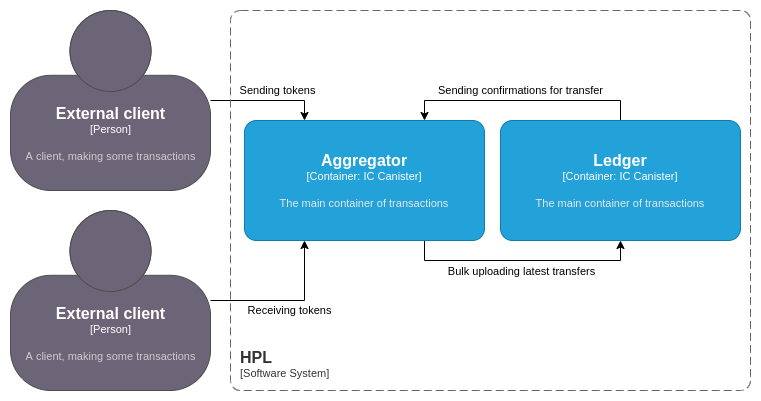 External client
[Person]
A client, making some transactions
Sending tokens
Sending confirmations for transfer
Aggregator
[Container: IC Canister]
The main container of transactions
Ledger
[Container: IC Canister]
The main container of transactions
External client
[Person]
A client, making some transactions
Receiving tokens
Bulk uploading latest transfers
HPL
[Software System]